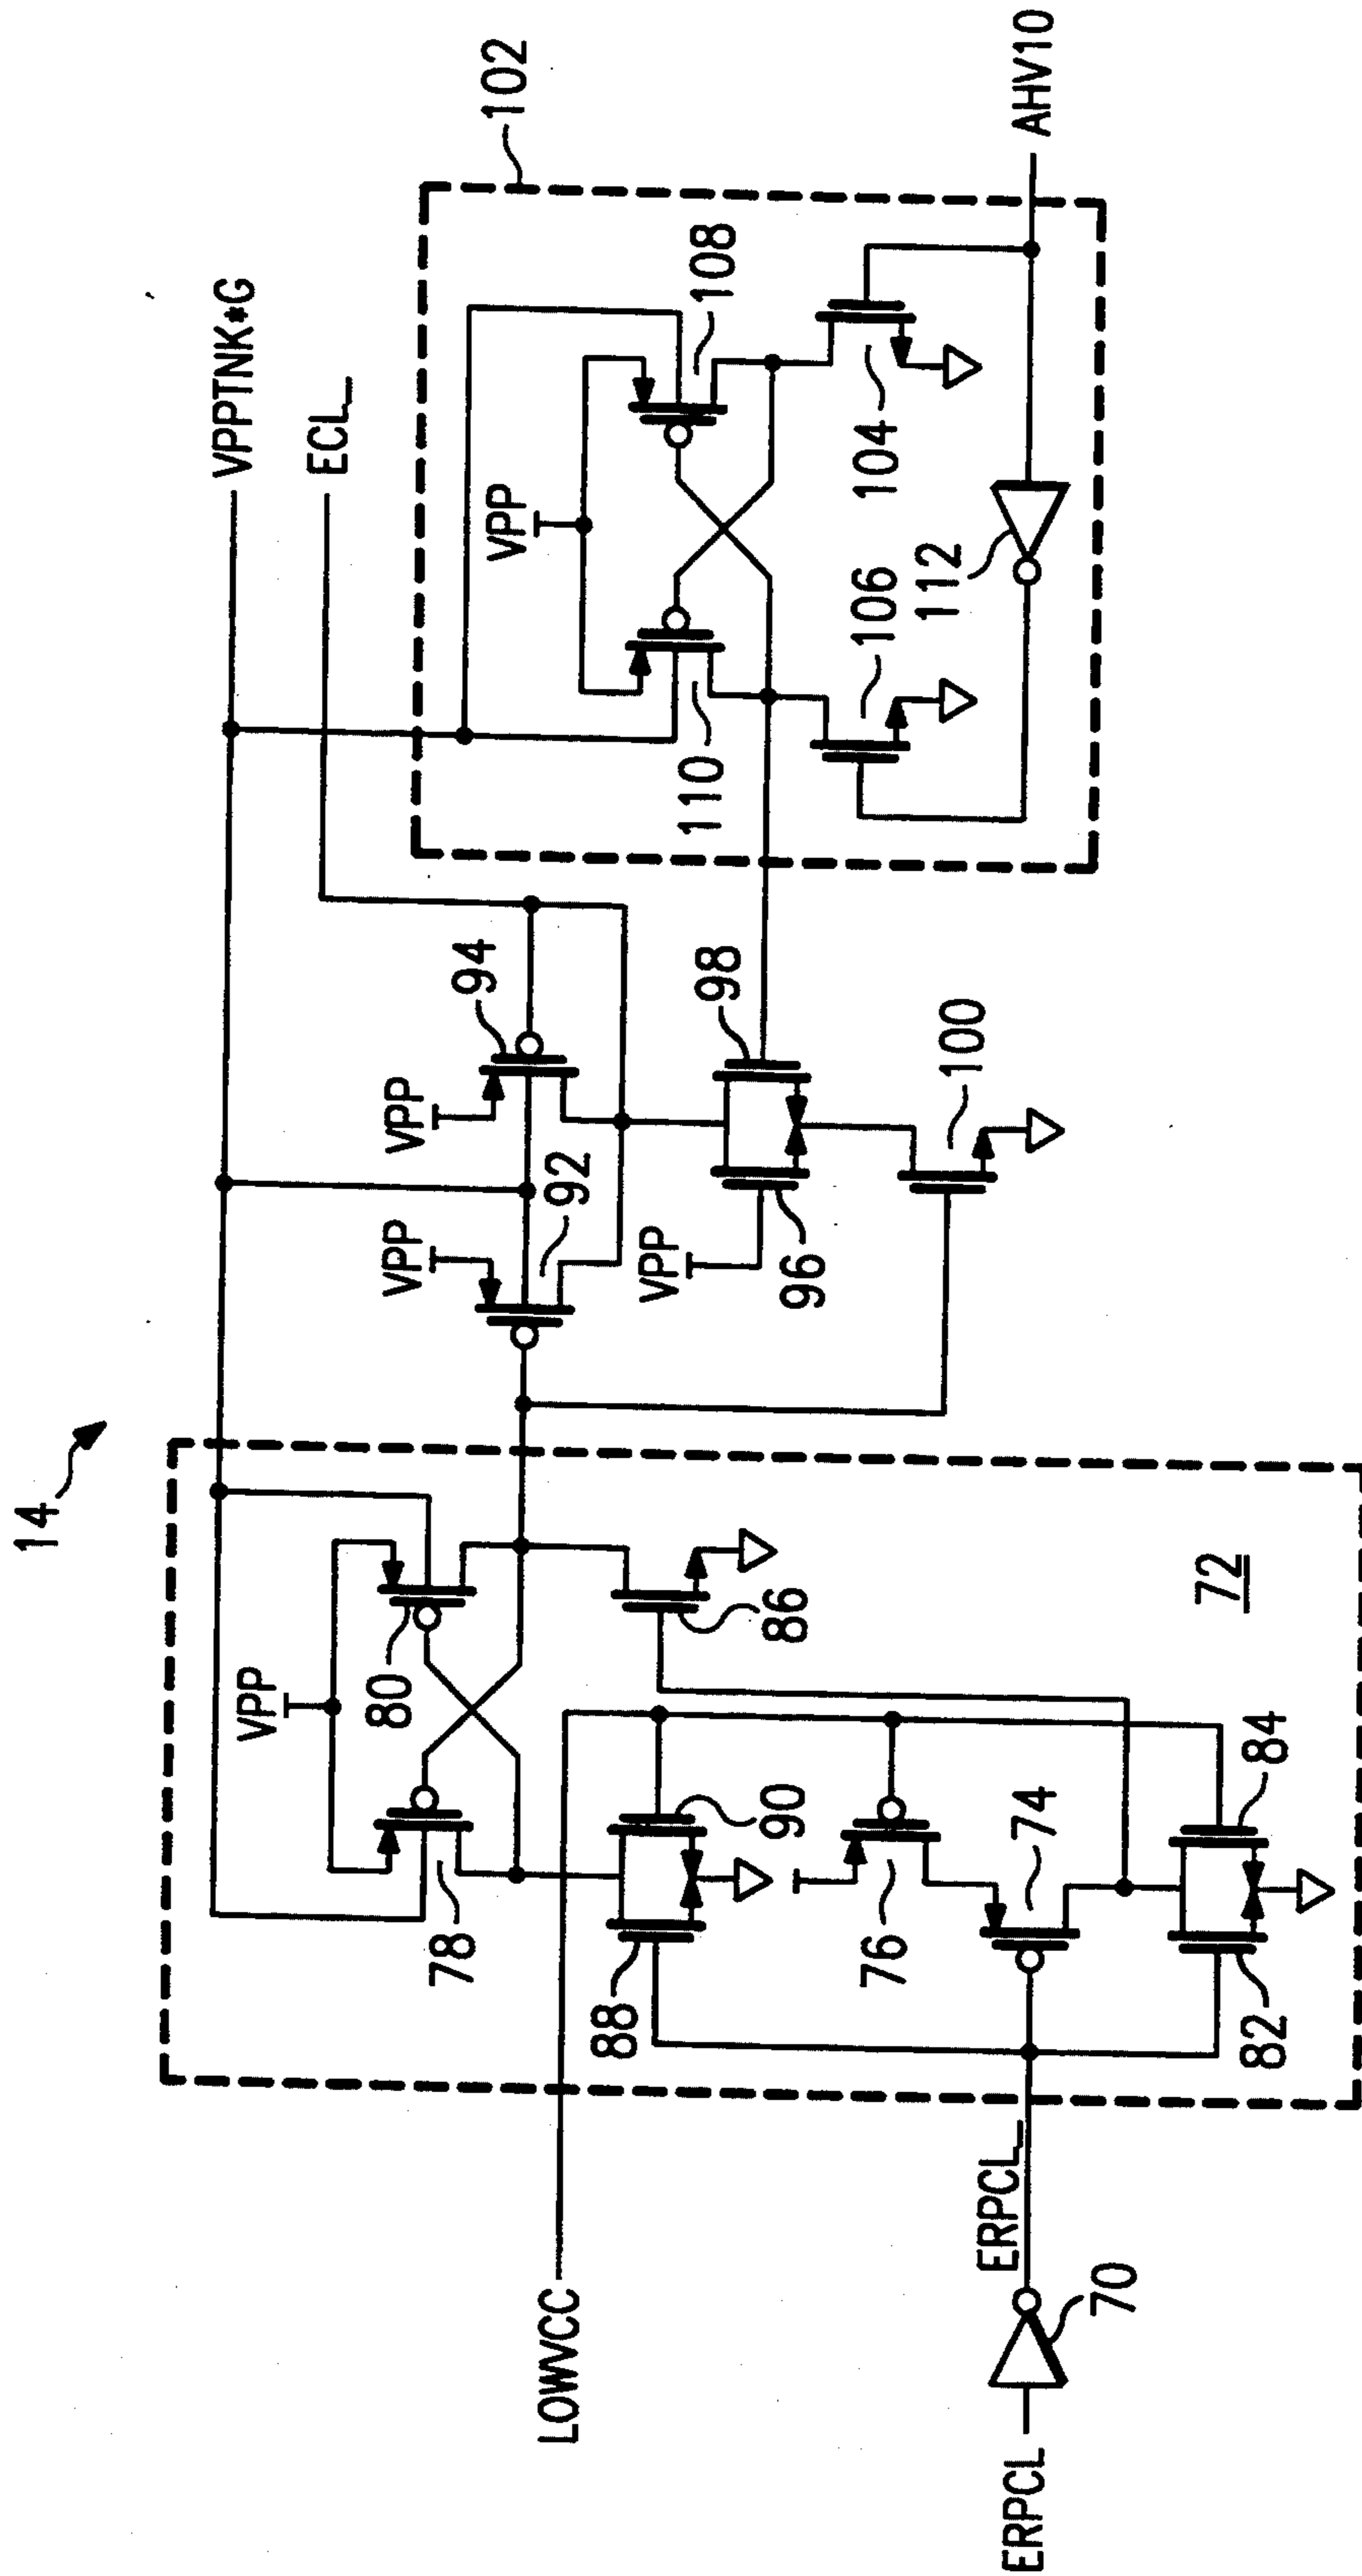 14
VPPTNK*G
ECL_
102
VPP
80
78
VPP
92
VPP
94
VPP
108
110
LOWVCC
88
90
86
VPP
96
98
106
104
76
74
100
112
AHV10
ERPCL
70
ERPCL_
82
84
72